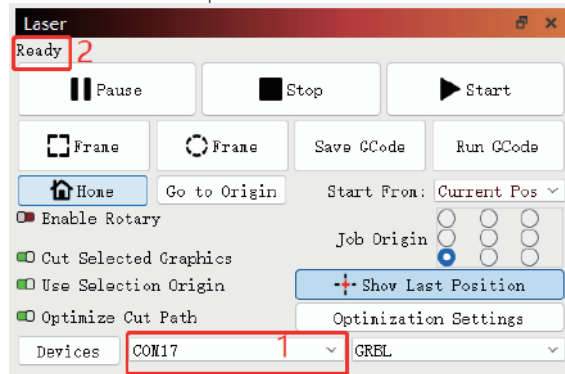 Laser
Ready 2
Pause Stop Start
Frame Frame Save GCode Run GCode
Home Go to Origin Start From: Current Pos
Enable Rotary
Job Origin
Cut Selected Graphics
Use Selection Origin Show Last Position
Optimize Cut Path Optimization Settings
Devices COM17 1 GRBL